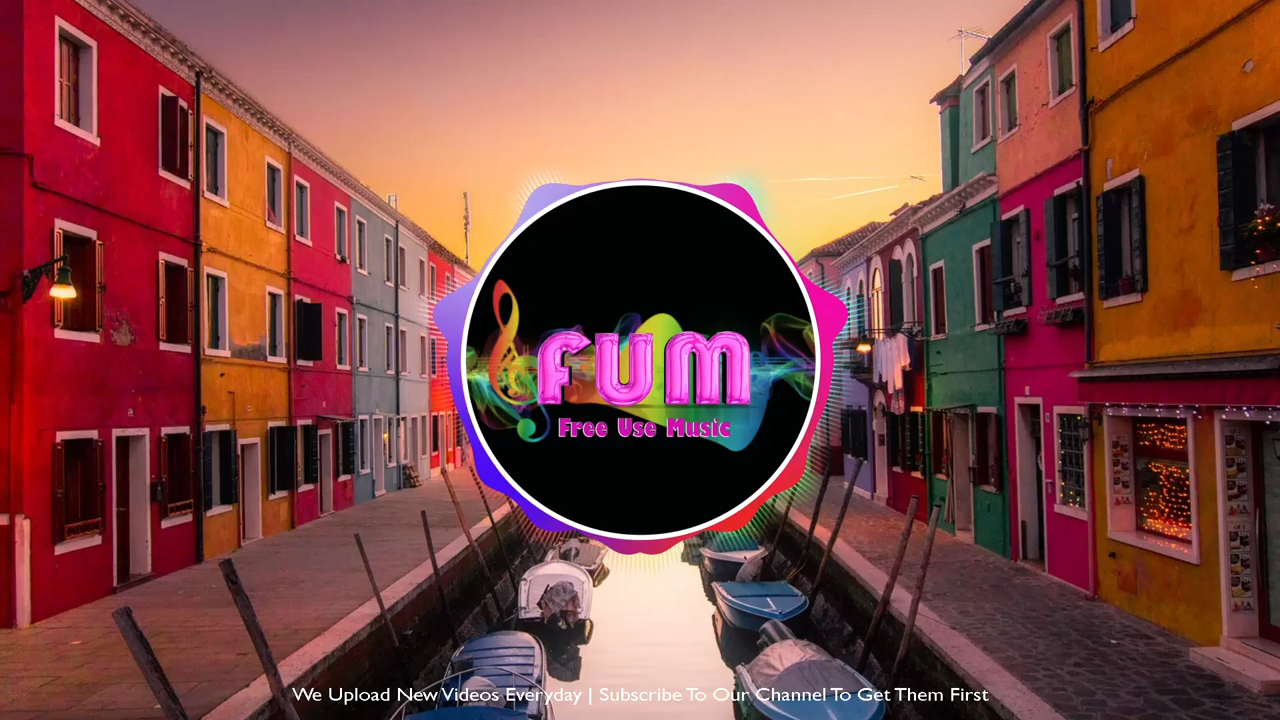 FUM
Free Use Music
We Upload New Videos Everyday | Subscribe To Our Channel To Get Them First